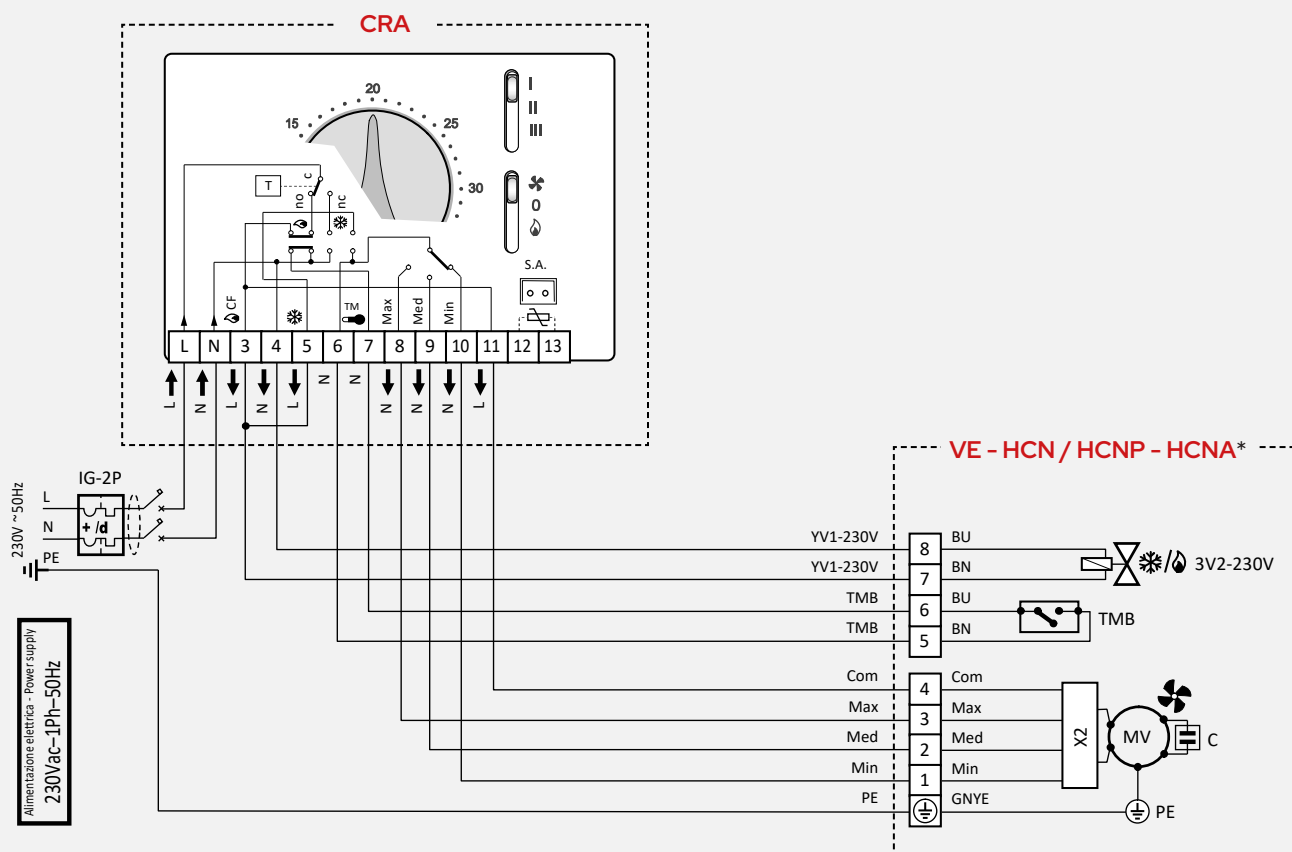 CRA
20
15
25
30
I
II
III
0
T
c
no
nc
S.A.
CF
TM
Max
Med
Min
L N 3 4 5 6 7 8 9 10 11 12 13
L N L N L N N N N N L
VE - HCN / HCNP - HCNA*
IG-2P
230V ~50Hz
L
N
+ /d
PE
YV1-230V 8 BU
YV1-230V 7 BN
3V2-230V
TMB 6 BU
TMB 5 BN
TMB
Com 4 Com
Max 3 Max
Med 2 Med
Min 1 Min
PE GNYE
X2
MV
C
PE
Alimentazione elettrica - Power supply
230Vac–1Ph–50Hz